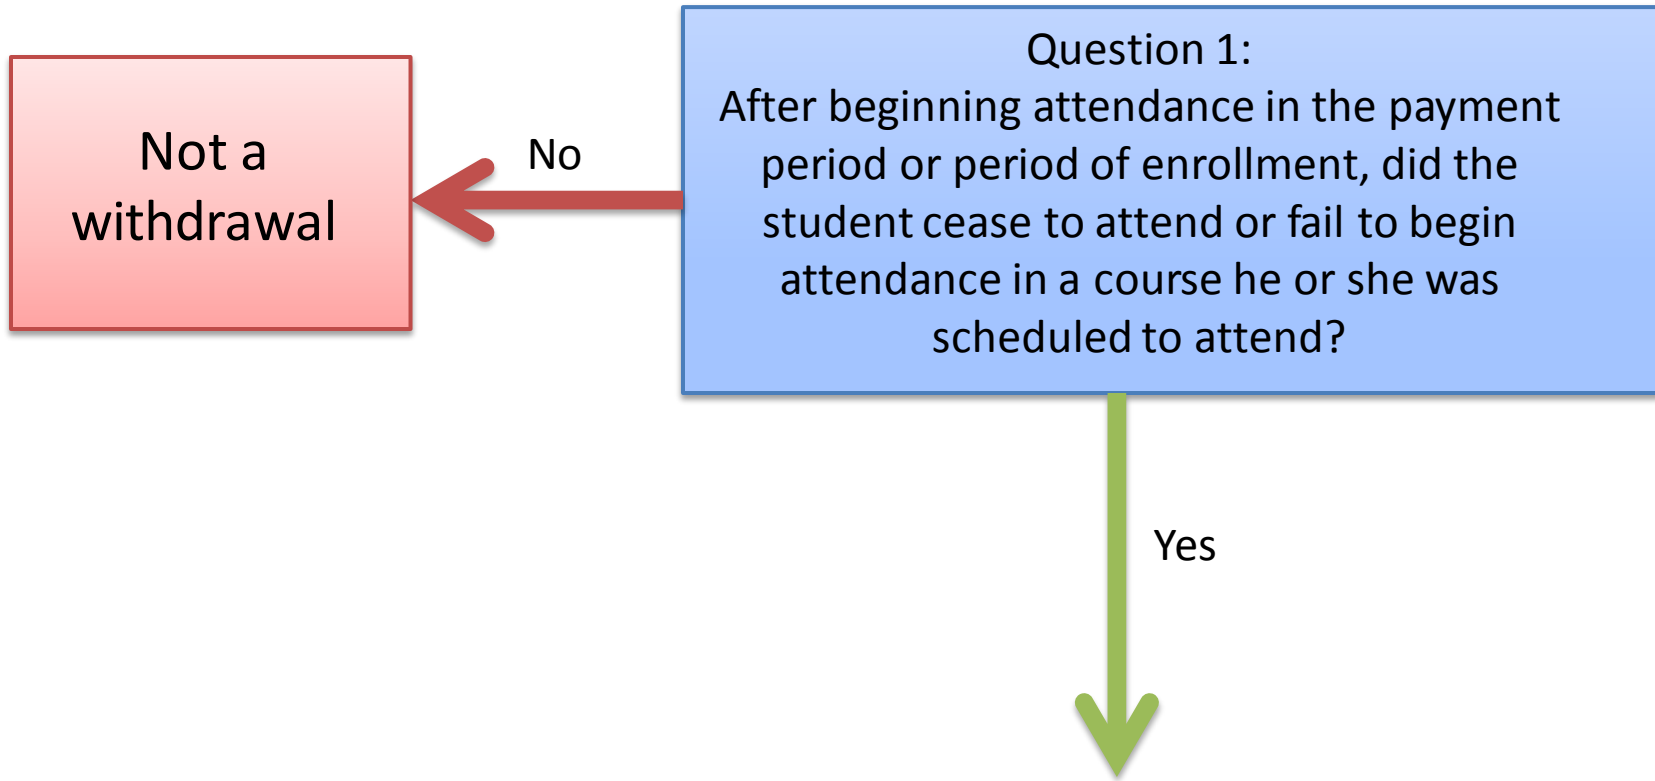 Question 1:
After beginning attendance in the payment
period or period of enrollment, did the
student cease to attend or fail to begin
attendance in a course he or she was
scheduled to attend?
No
Not a
withdrawal
Yes